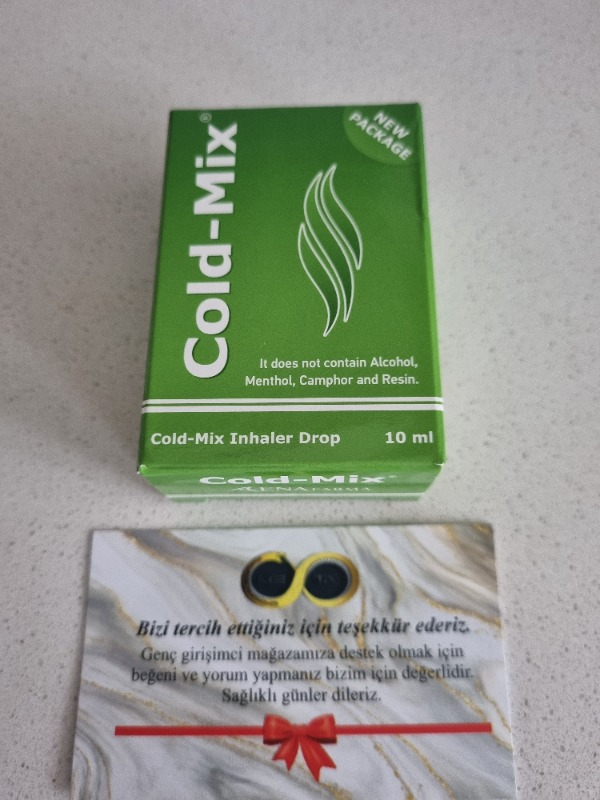 Cold-Mix®
NEW
PACKAGE
It does not contain Alcohol,
Menthol, Camphor and Resin.
Cold-Mix Inhaler Drop 10 ml
Cold-Mix®
Bizi tercih ettiğiniz için teşekkür ederiz.
Genç girişimci mağazamıza destek olmak için
beğeni ve yorum yapmanız bizim için değerlidir.
Sağlıklı günler dileriz.